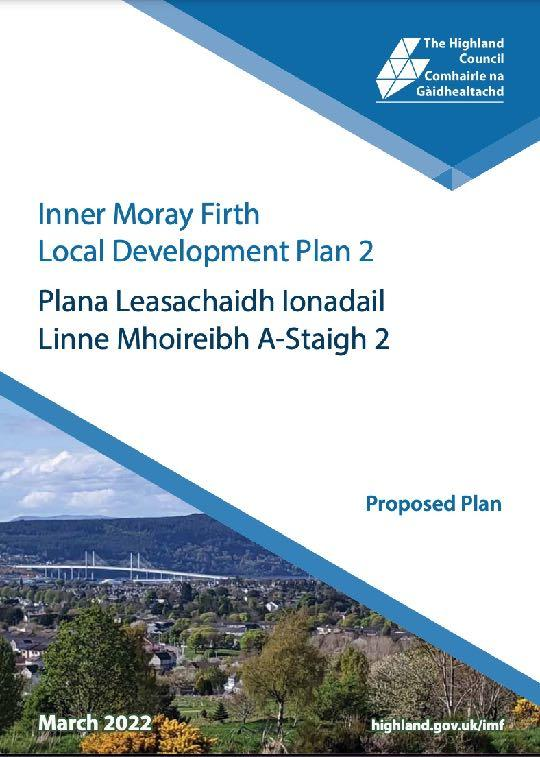 The Highland
Council
Comhairle na
Gàidhealtachd
Inner Moray Firth
Local Development Plan 2
Plana Leasachaidh Ionadail
Linne Mhoireibh A-Staigh 2
Proposed Plan
March 2022
highland.gov.uk/imf